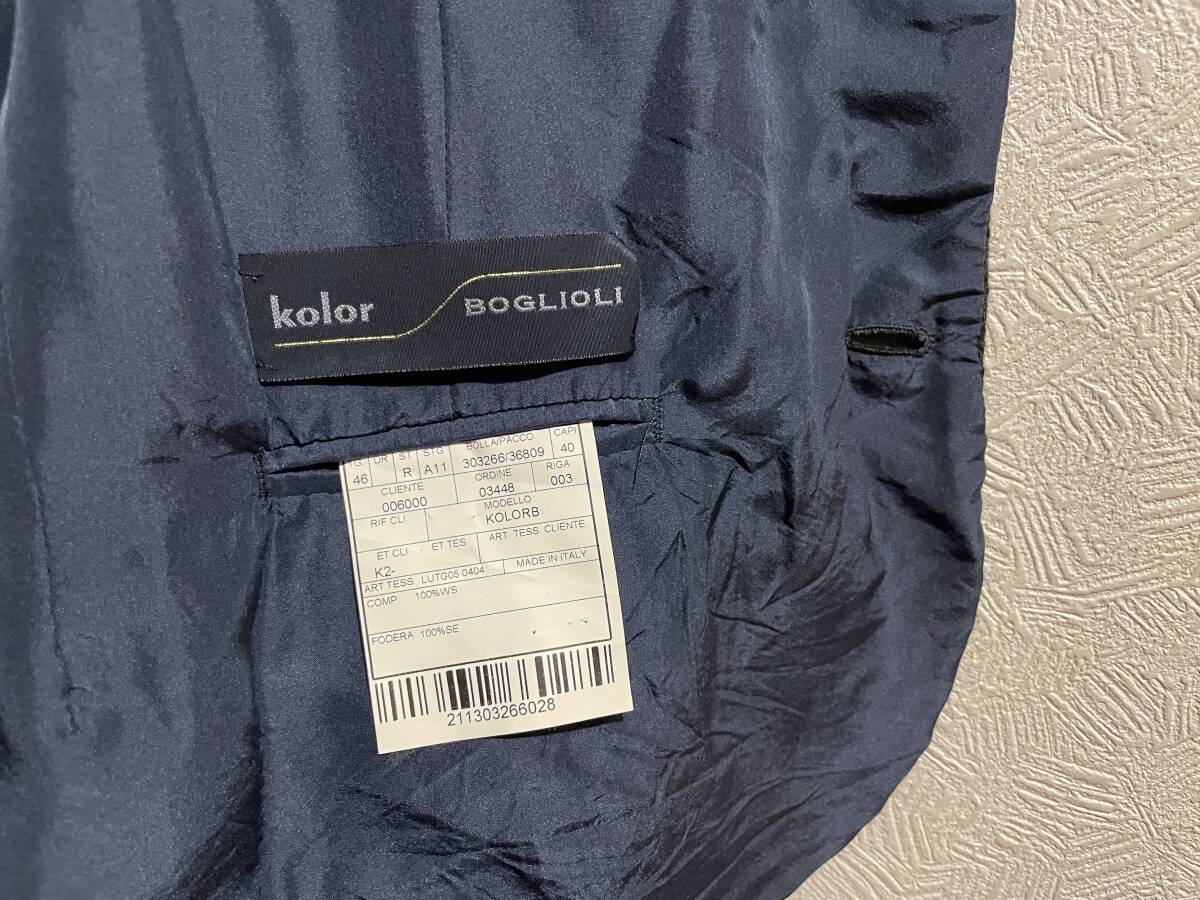 kolor BOGLIOLI
TG DR ST STG BOLLA/PACCO CAPI
46 R A11 303266/36809 40
CLIENTE ORDINE RIGA
006000 03448 003
RIF CLI MODELLO
KOLORB
ET CLI ET TES ART. TESS CLIENTE
K2-
ART TESS LUTG05 0404 MADE IN ITALY
COMP 100%WS
FODERA 100%SE
211303266028